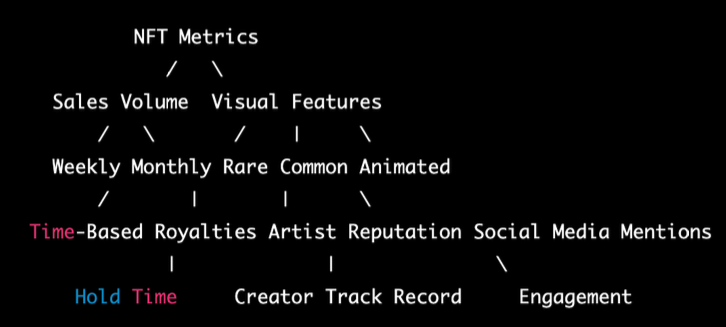 NFT Metrics
/ \
Sales Volume Visual Features
/ \ / | \
Weekly Monthly Rare Common Animated
/ | | \
Time-Based Royalties Artist Reputation Social Media Mentions
| | \
Hold Time Creator Track Record Engagement